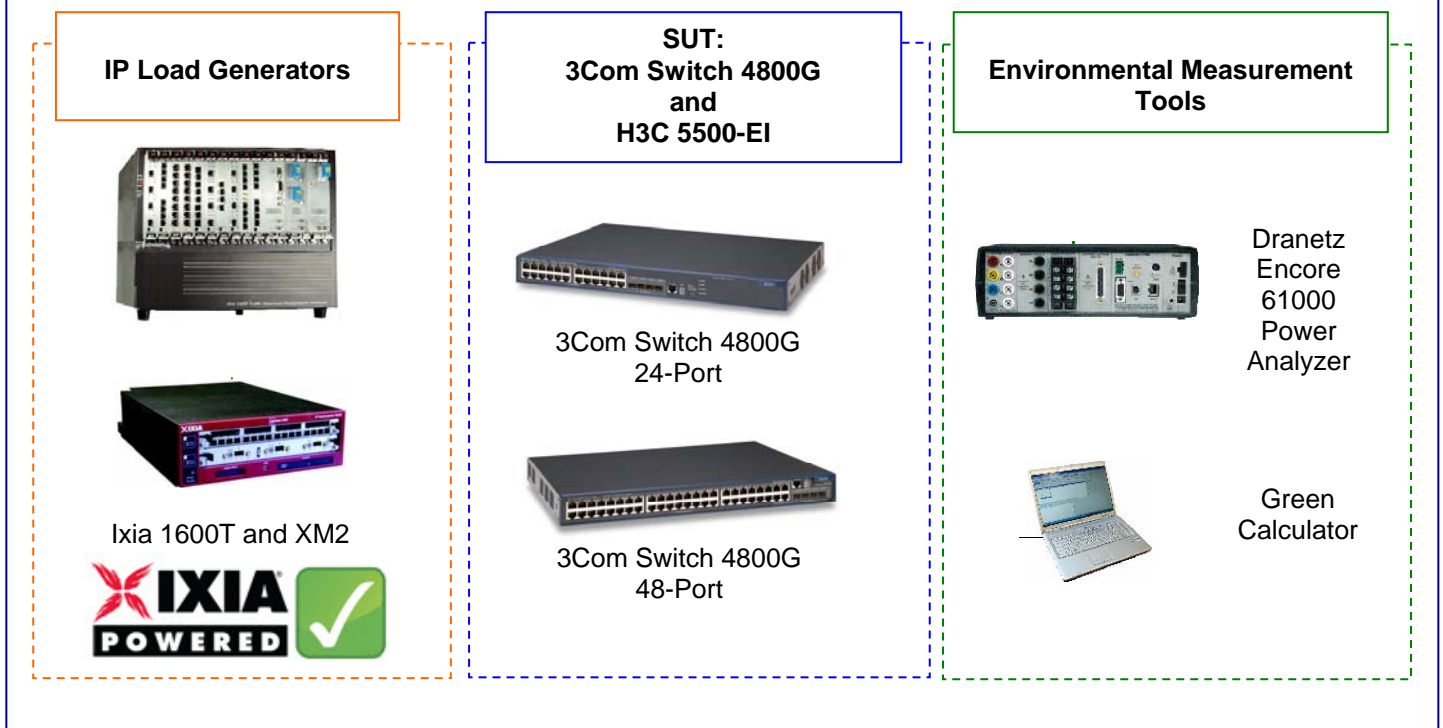 IP Load Generators
Ixia 1600T and XM2
IXIA
POWERED
SUT:
3Com Switch 4800G
and
H3C 5500-EI
3Com Switch 4800G
24-Port
3Com Switch 4800G
48-Port
Environmental Measurement
Tools
Dranetz
Encore
61000
Power
Analyzer
Green
Calculator